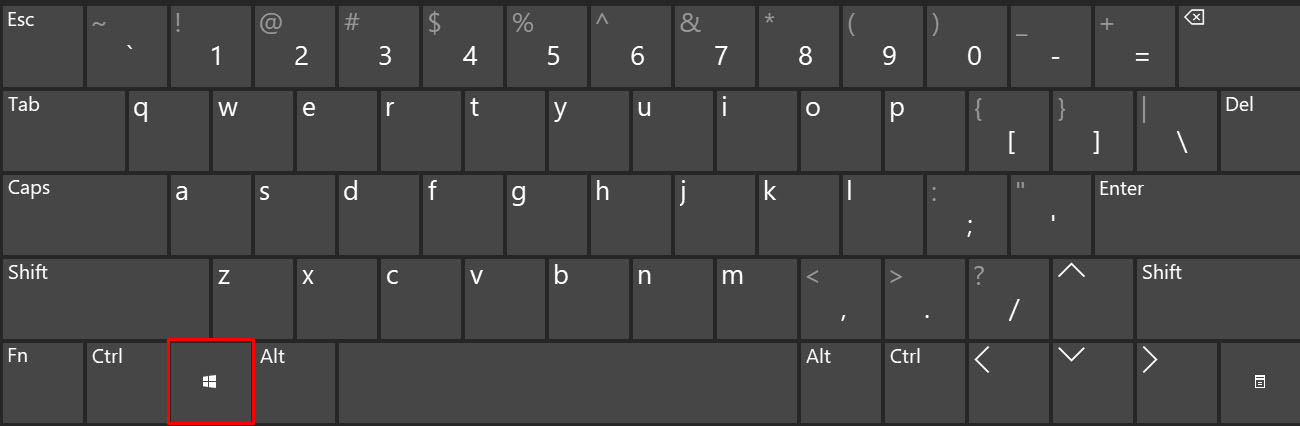 Esc ~ ` ! 1 @ 2 # 3 $ 4 % 5 ^ 6 & 7 * 8 ( 9 ) 0 _ - + =
Tab q w e r t y u i o p { [ } ] | \ Del
Caps a s d f g h j k l : ; " ' Enter
Shift z x c v b n m < , > . ? / Shift
Fn Ctrl Alt Alt Ctrl